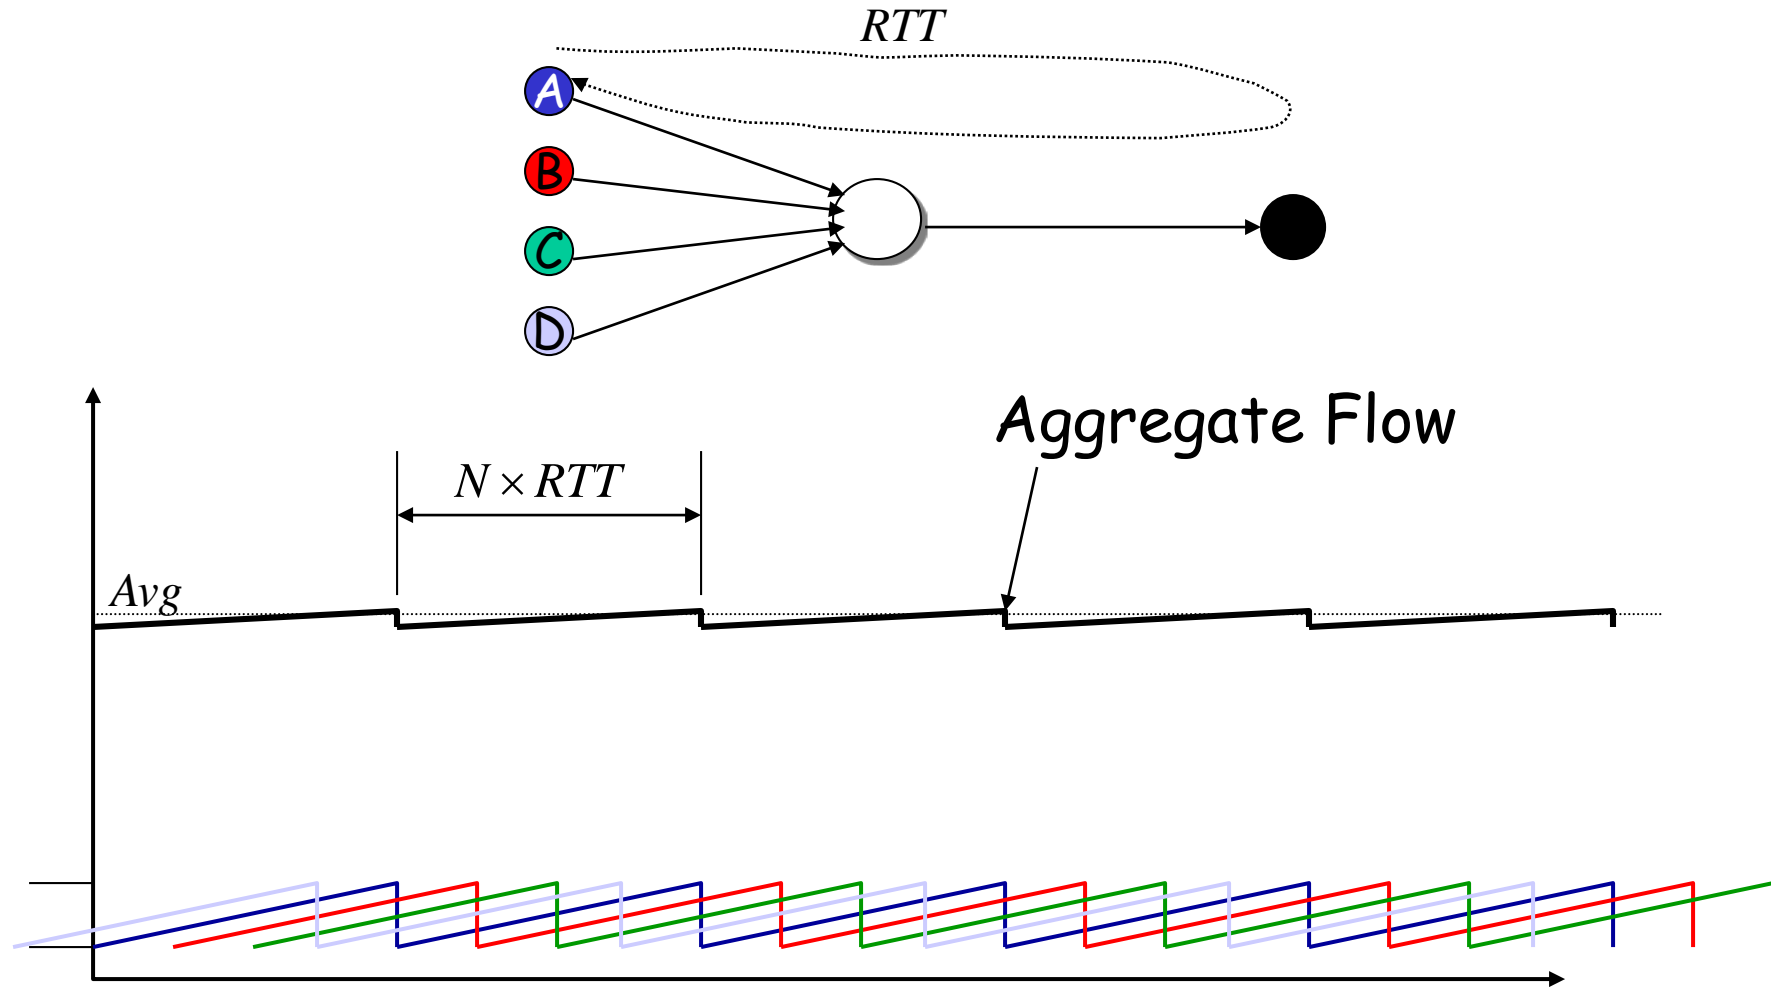 RTT
A
B
C
D
Aggregate Flow
N × RTT
Avg